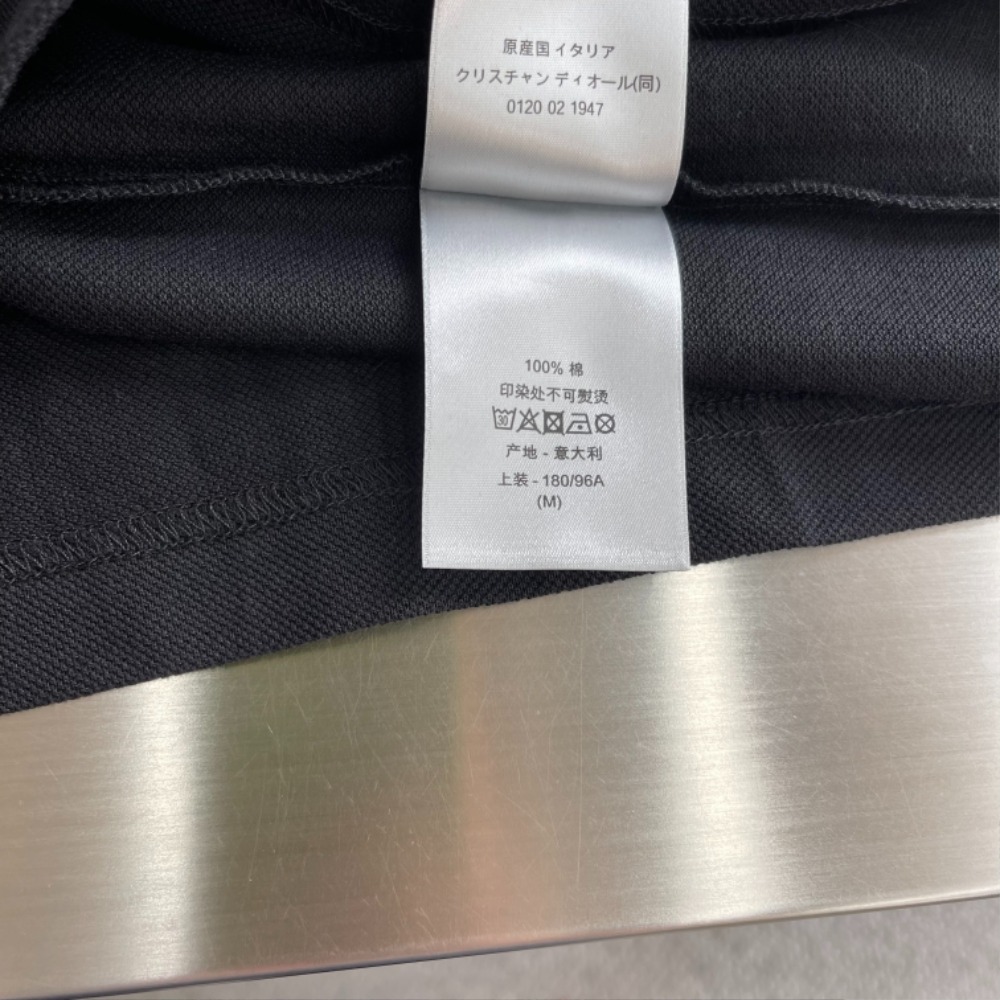 原産国 イタリア
クリスチャン ディオール(同)
0120 02 1947
100% 棉
印染处不可熨烫
30
产地 - 意大利
上装 - 180/96A
(M)